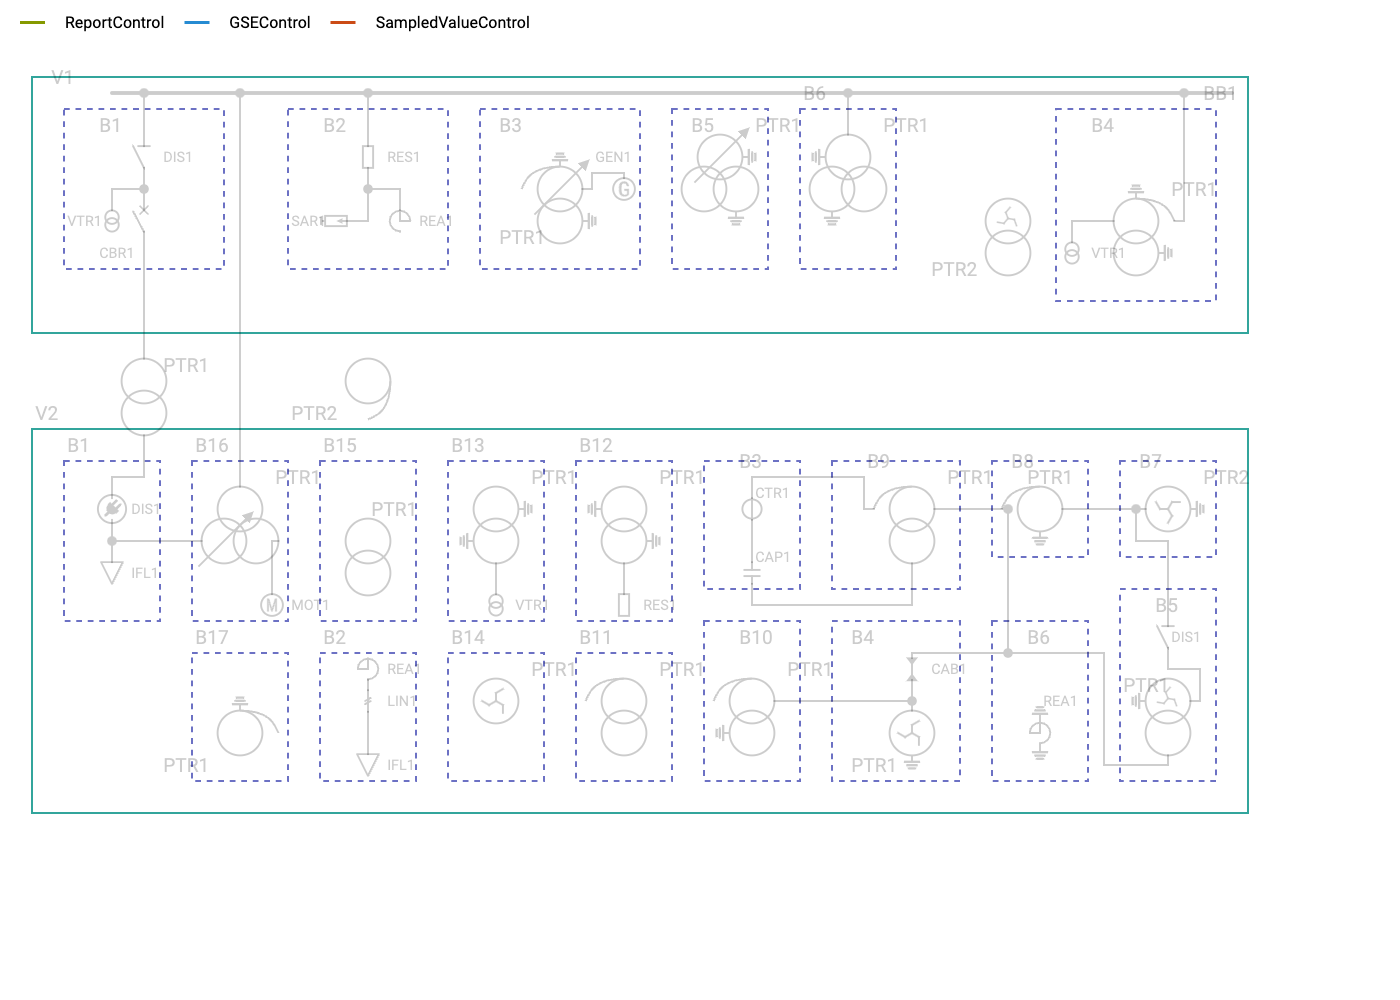 ReportControl GSEControl SampledValueControl
V1
B6 BB1
B1 B2 B3 B5 PTR1 PTR1 B4
DIS1 RES1 GEN1
G PTR1
VTR1 SAR1 REA1
CBR1 PTR1 VTR1
PTR2
PTR1
V2 PTR2
B1 B16 B15 B13 B12
B3 B9 B8 B7
PTR1 PTR1 PTR1 PTR1 PTR1 PTR2
CTR1
DIS1 PTR1
CAP1
IFL1
M MOT1 VTR1 RES1 B5
B17 B2 B14 B11 B10 B4 B6 DIS1
REA1 PTR1 PTR1 PTR1 CAB1
PTR1
LIN1 REA1
PTR1 IFL1 PTR1